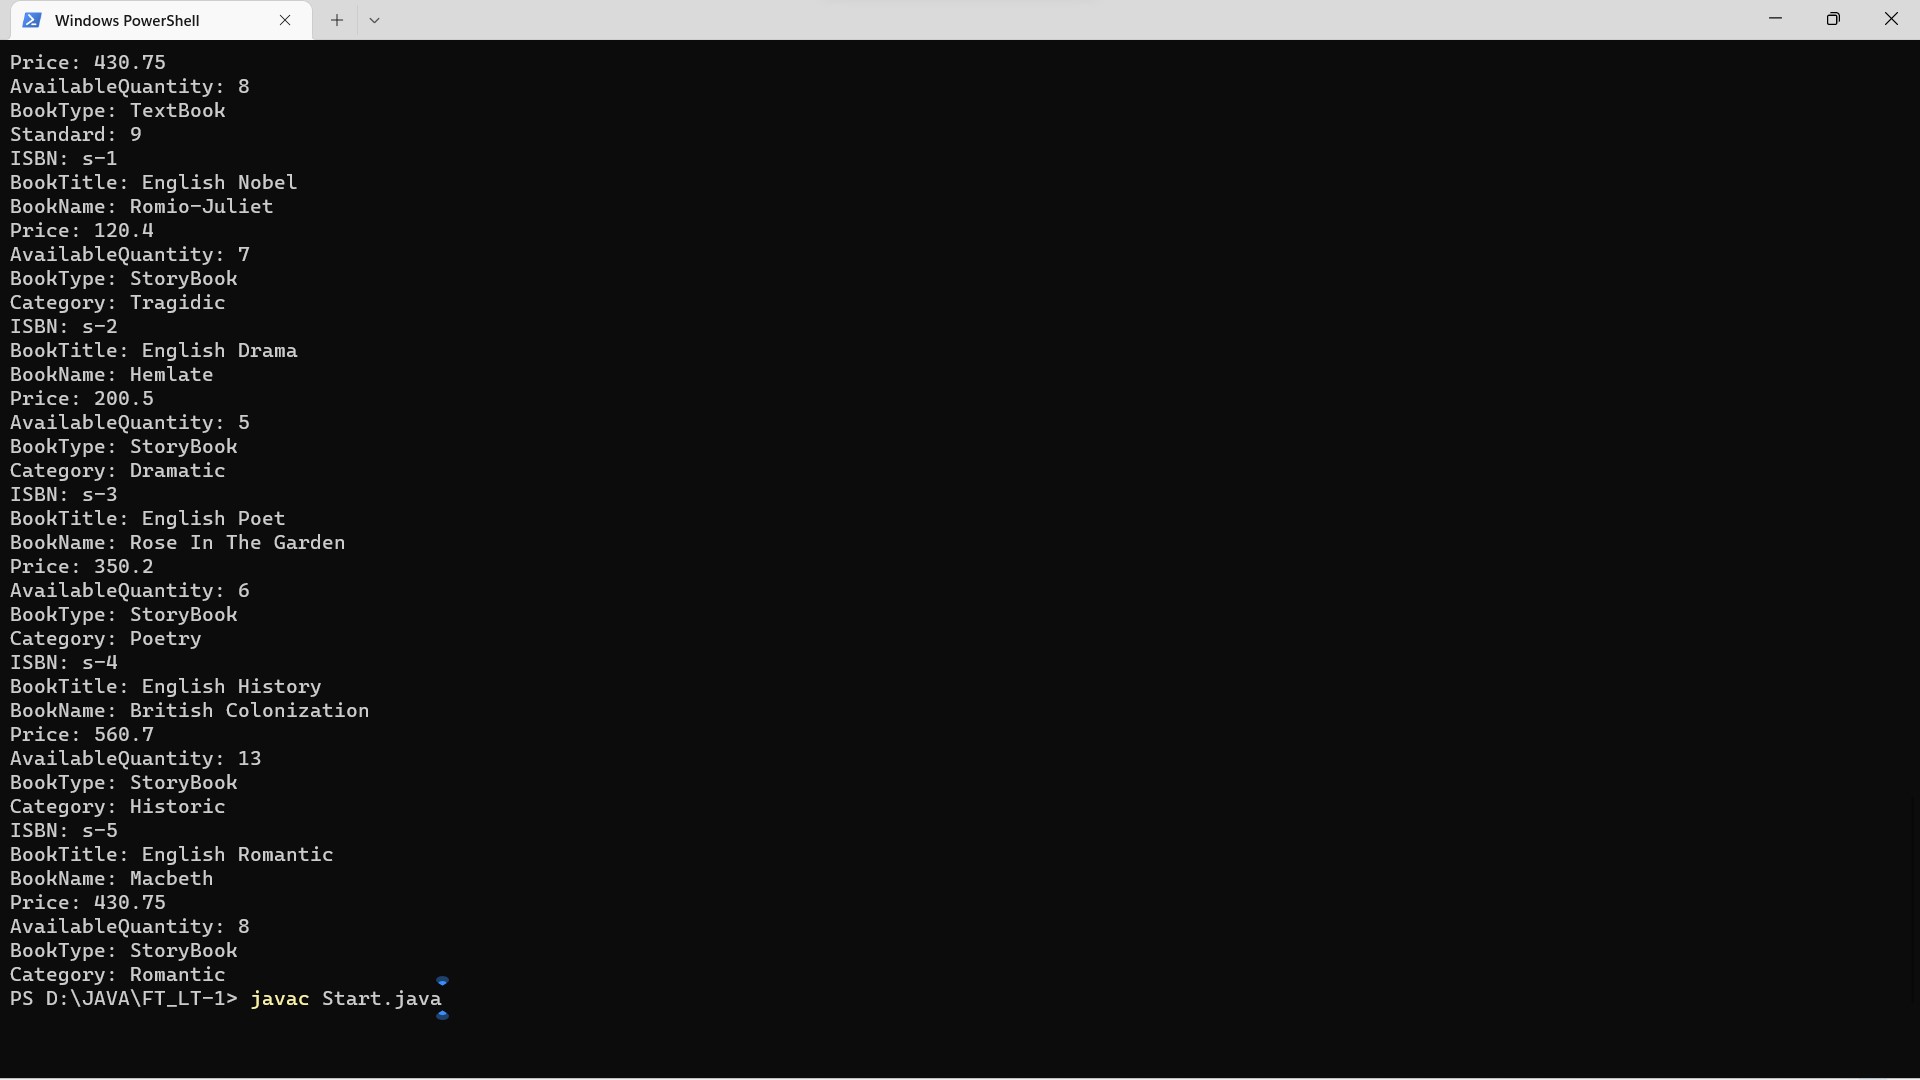 Windows PowerShell
Price: 430.75
AvailableQuantity: 8
BookType: TextBook
Standard: 9
ISBN: s-1
BookTitle: English Nobel
BookName: Romio-Juliet
Price: 120.4
AvailableQuantity: 7
BookType: StoryBook
Category: Tragidic
ISBN: s-2
BookTitle: English Drama
BookName: Hemlate
Price: 200.5
AvailableQuantity: 5
BookType: StoryBook
Category: Dramatic
ISBN: s-3
BookTitle: English Poet
BookName: Rose In The Garden
Price: 350.2
AvailableQuantity: 6
BookType: StoryBook
Category: Poetry
ISBN: s-4
BookTitle: English History
BookName: British Colonization
Price: 560.7
AvailableQuantity: 13
BookType: StoryBook
Category: Historic
ISBN: s-5
BookTitle: English Romantic
BookName: Macbeth
Price: 430.75
AvailableQuantity: 8
BookType: StoryBook
Category: Romantic
PS D:\JAVA\FT_LT-1> javac Start.java